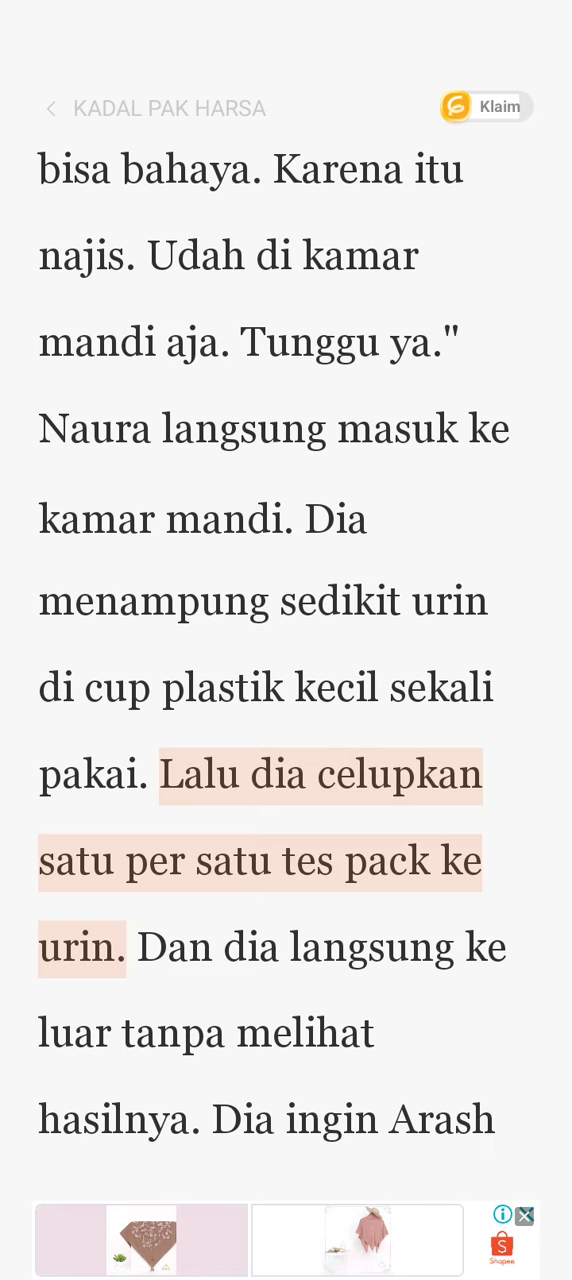 KADAL PAK HARSA
Klaim
bisa bahaya. Karena itu
najis. Udah di kamar
mandi aja. Tunggu ya."
Naura langsung masuk ke
kamar mandi. Dia
menampung sedikit urin
di cup plastik kecil sekali
pakai. Lalu dia celupkan
satu per satu tes pack ke
urin. Dan dia langsung ke
luar tanpa melihat
hasilnya. Dia ingin Arash
Shopee